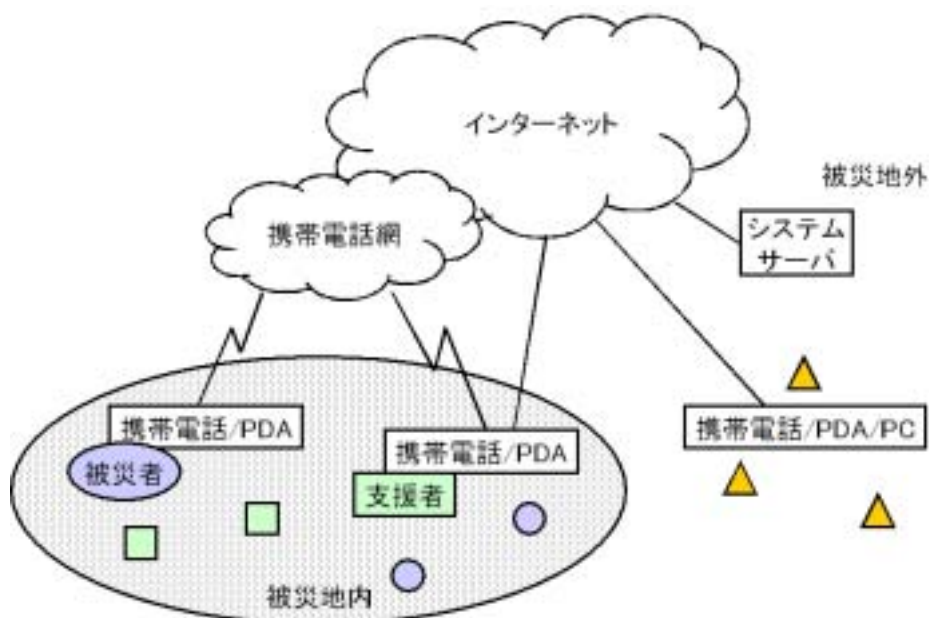 インターネット
被災地外
携帯電話網
システム
サーバ
携帯電話/PDA
携帯電話/PDA/PC
被災者
携帯電話/PDA
支援者
被災地内